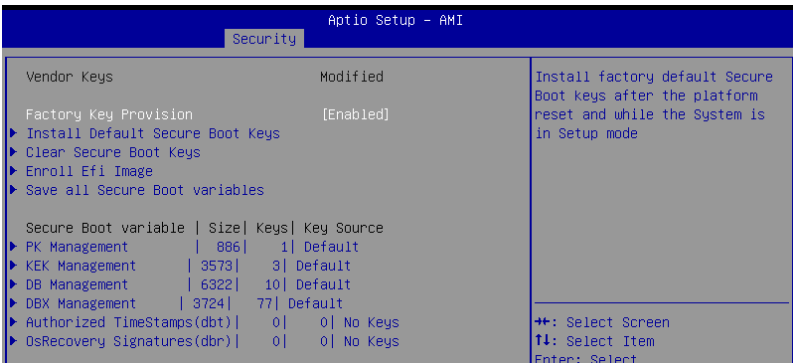 Aptio Setup – AMI
Security
Vendor Keys Modified
Factory Key Provision [Enabled]
Install Default Secure Boot Keys
Clear Secure Boot Keys
Enroll Efi Image
Save all Secure Boot variables
Secure Boot variable | Size| Keys| Key Source
PK Management | 886| 1| Default
KEK Management | 3573| 3| Default
DB Management | 6322| 10| Default
DBX Management | 3724| 77| Default
Authorized TimeStamps(dbt)| 0| 0| No Keys
OsRecovery Signatures(dbr)| 0| 0| No Keys
Install factory default Secure
Boot keys after the platform
reset and while the System is
in Setup mode
→←: Select Screen
↑↓: Select Item
Enter: Select